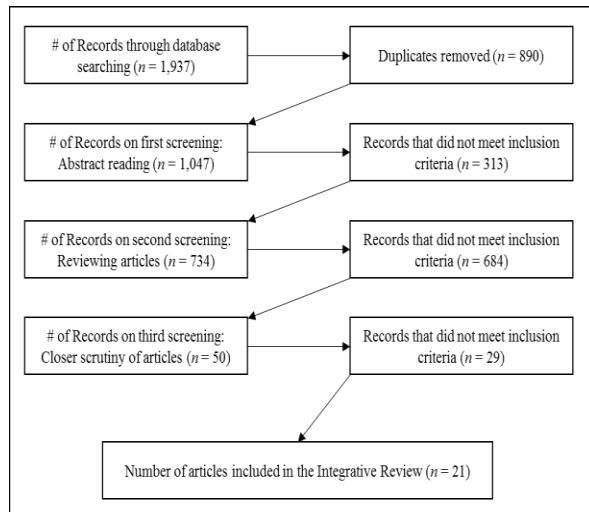 # of Records through database
searching (n = 1,937)
Duplicates removed (n = 890)
# of Records on first screening:
Abstract reading (n = 1,047)
Records that did not meet inclusion
criteria (n = 313)
# of Records on second screening:
Reviewing articles (n = 734)
Records that did not meet inclusion
criteria (n = 684)
# of Records on third screening:
Closer scrutiny of articles (n = 50)
Records that did not meet inclusion
criteria (n = 29)
Number of articles included in the Integrative Review (n = 21)